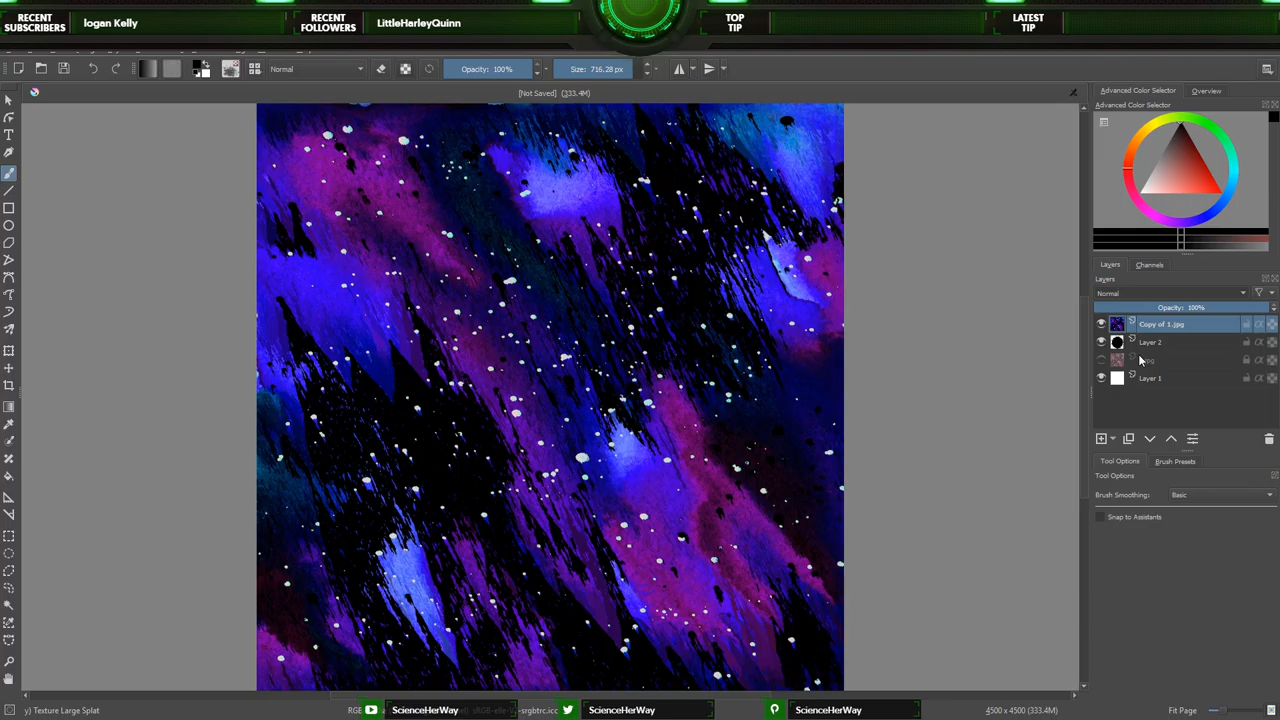 RECENT SUBSCRIBERS
logan Kelly
RECENT FOLLOWERS
LittleHarleyQuinn
TOP TIP
LATEST TIP
Normal
Opacity: 100%
Size: 716.28 px
[Not Saved] (333.4M)
Advanced Color Selector
Overview
Advanced Color Selector
Layers
Channels
Layers
Normal
Opacity: 100%
Copy of 1.jpg
Layer 2
Layer 1
Tool Options
Brush Presets
Tool Options
Brush Smoothing:
Basic
Snap to Assistants
y) Texture Large Splat
RGB
ScienceHerWay
-srgbtrc.icc
ScienceHerWay
ScienceHerWay
4500 x 4500 (333.4M)
Fit Page